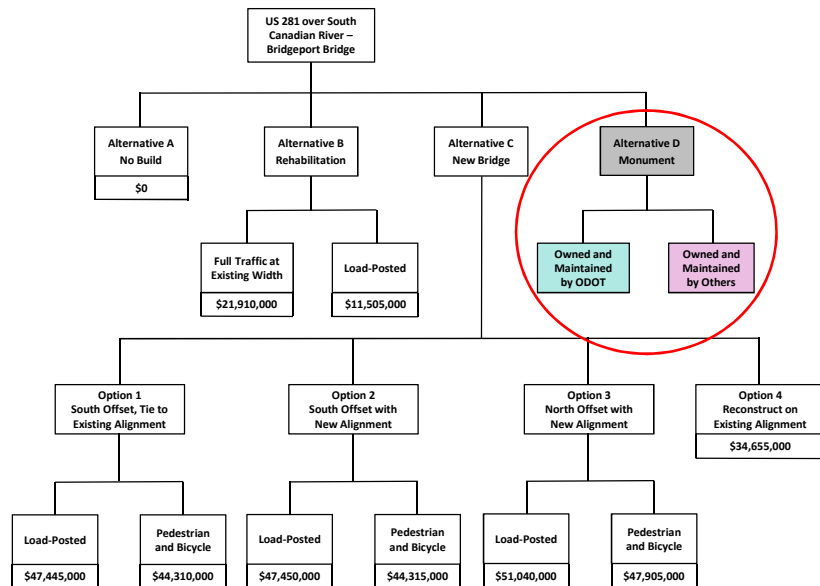 US 281 over South
Canadian River –
Bridgeport Bridge
Alternative A
No Build
$0
Alternative B
Rehabilitation
Alternative C
New Bridge
Alternative D
Monument
Full Traffic at
Existing Width
$21,910,000
Load-Posted
$11,505,000
Owned and
Maintained
by ODOT
Owned and
Maintained
by Others
Option 1
South Offset, Tie to
Existing Alignment
Option 2
South Offset with
New Alignment
Option 3
North Offset with
New Alignment
Option 4
Reconstruct on
Existing Alignment
$34,655,000
Load-Posted
$47,445,000
Pedestrian
and Bicycle
$44,310,000
Load-Posted
$47,450,000
Pedestrian
and Bicycle
$44,315,000
Load-Posted
$51,040,000
Pedestrian
and Bicycle
$47,905,000